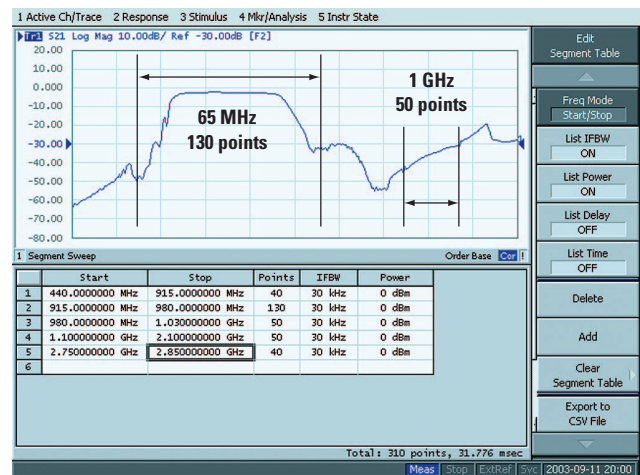 1 Active Ch/Trace 2 Response 3 Stimulus 4 Mkr/Analysis 5 Instr State
Tr1 S21 Log Mag 10.00dB/ Ref -30.00dB [F2]
20.00
10.00
0.000
-10.00
-20.00
-30.00
-40.00
-50.00
-60.00
-70.00
-80.00
65 MHz
130 points
1 GHz
50 points
1 Segment Sweep Order Base Cor !
Start Stop Points IFBW Power
1 440.0000000 MHz 915.0000000 MHz 40 30 kHz 0 dBm
2 915.0000000 MHz 980.0000000 MHz 130 30 kHz 0 dBm
3 980.0000000 MHz 1.030000000 GHz 50 30 kHz 0 dBm
4 1.100000000 GHz 2.100000000 GHz 50 30 kHz 0 dBm
5 2.750000000 GHz 2.850000000 GHz 40 30 kHz 0 dBm
6
Total: 310 points, 31.776 msec
Edit
Segment Table
Freq Mode
Start/Stop
List IFBW
ON
List Power
ON
List Delay
OFF
List Time
OFF
Delete
Add
Clear
Segment Table
Export to
CSV File
Meas Stop ExtRef Svc 2003-09-11 20:00